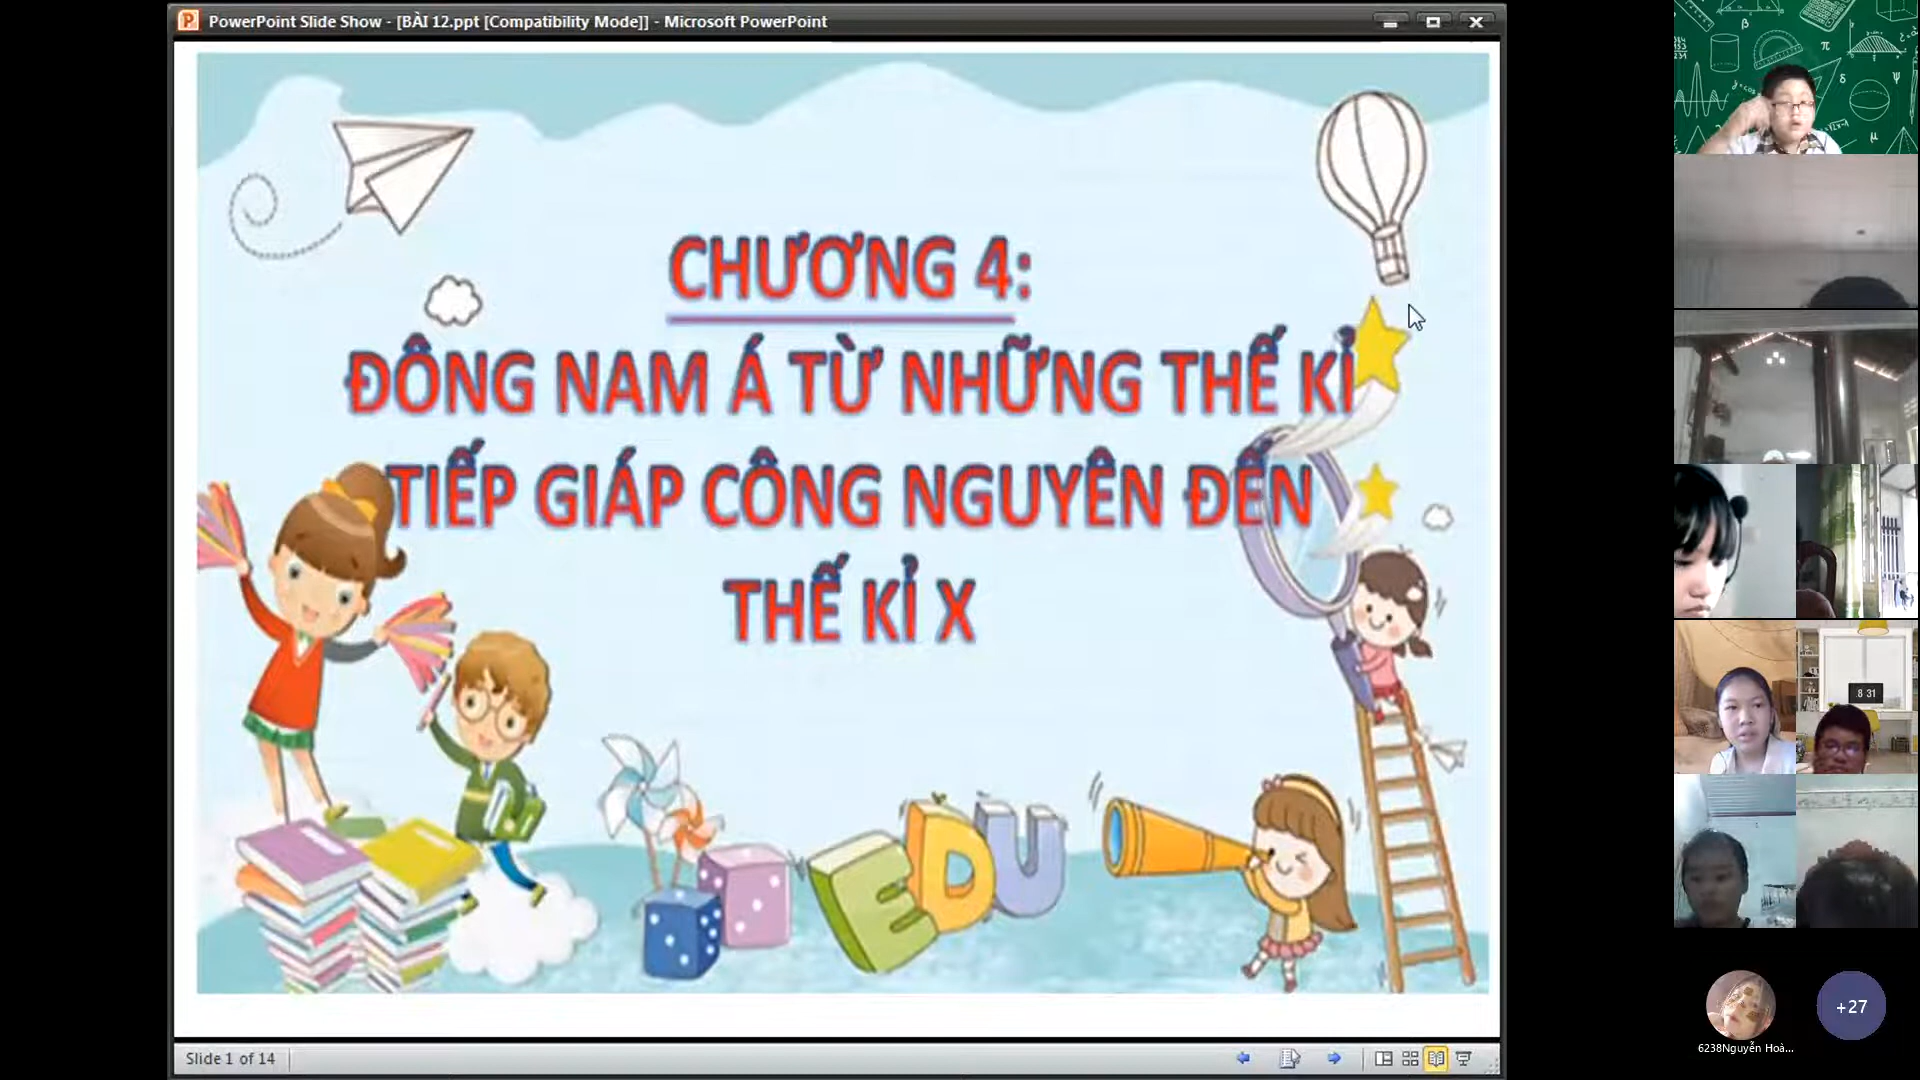 PowerPoint Slide Show - [BÀI 12.ppt [Compatibility Mode]] - Microsoft PowerPoint
CHƯƠNG 4:
ĐÔNG NAM Á TỪ NHỮNG THẾ KỈ
TIẾP GIÁP CÔNG NGUYÊN ĐẾN
THẾ KỈ X
EDU
Slide 1 of 14
8 31
+27
6238Nguyễn Hoà...